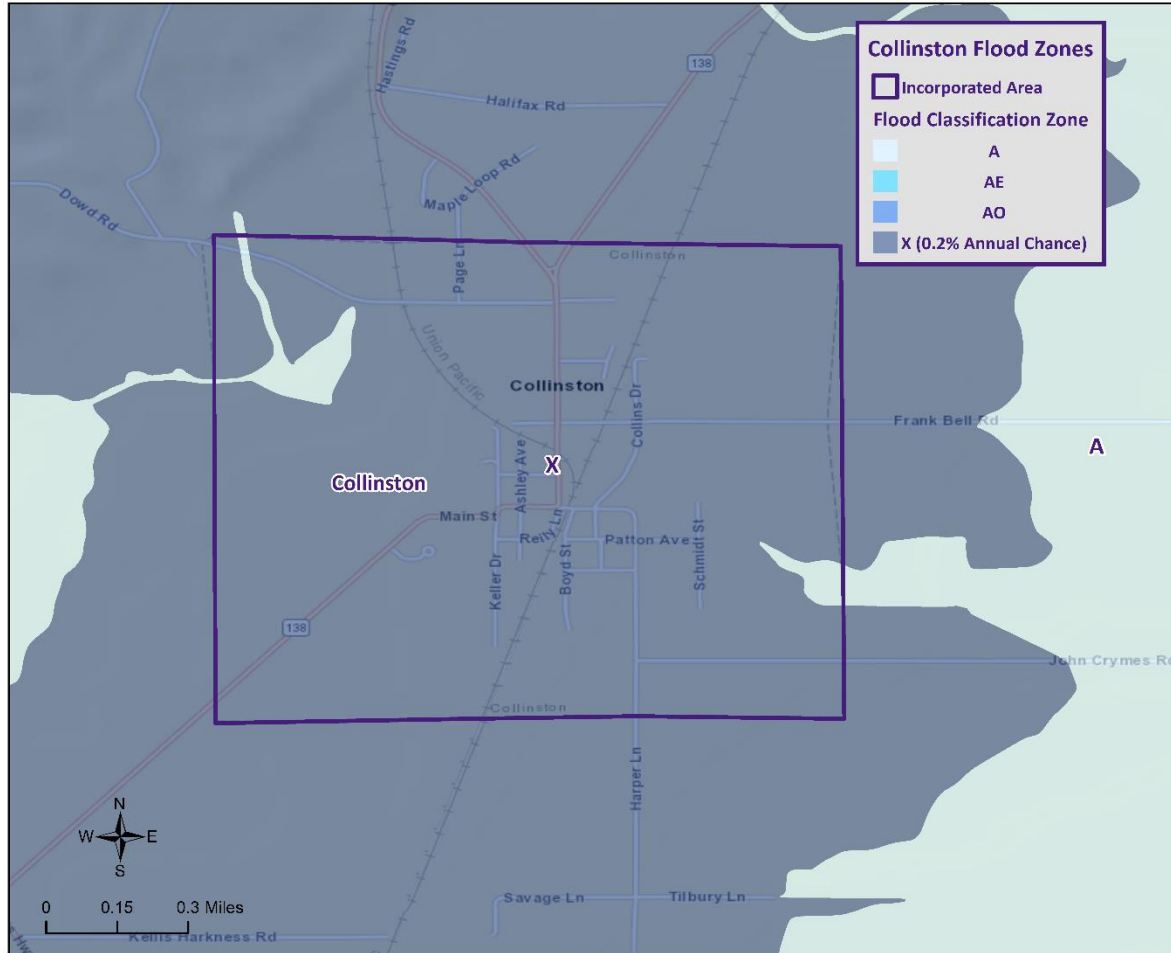 Collinston Flood Zones
Incorporated Area
Flood Classification Zone
A
AE
AO
X (0.2% Annual Chance)
Hastings Rd
138
Halifax Rd
Maple Loop Rd
Dowd Rd
Page Ln
Collinston
Union Pacific
Collinston
Collins Dr
Frank Bell Rd
A
Ashley Ave
X
Collinston
Main St
Reily Ln
Patton Ave
Schmidt St
Keller Dr
Boyd St
138
John Crymes Rd
Collinston
Harper Ln
N
W
E
S
Savage Ln
Tilbury Ln
0
0.15
0.3 Miles
Kellis Harkness Rd